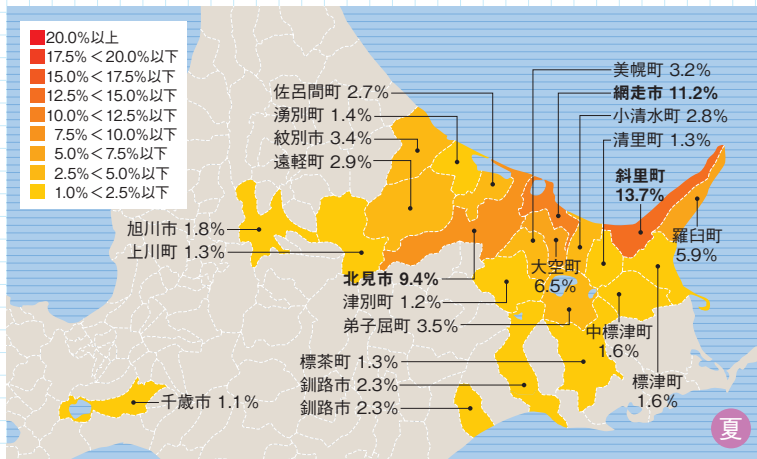 20.0%以上
17.5%<20.0%以下
15.0%<17.5%以下
12.5%<15.0%以下
10.0%<12.5%以下
7.5%<10.0%以下
5.0%<7.5%以下
2.5%<5.0%以下
1.0%<2.5%以下
佐呂間町 2.7%
湧別町 1.4%
紋別市 3.4%
遠軽町 2.9%
旭川市 1.8%
上川町 1.3%
美幌町 3.2%
網走市 11.2%
小清水町 2.8%
清里町 1.3%
斜里町
13.7%
羅臼町
5.9%
大空町
6.5%
北見市 9.4%
津別町 1.2%
弟子屈町 3.5%
中標津町
1.6%
標津町
1.6%
標茶町 1.3%
釧路市 2.3%
釧路市 2.3%
千歳市 1.1%
夏